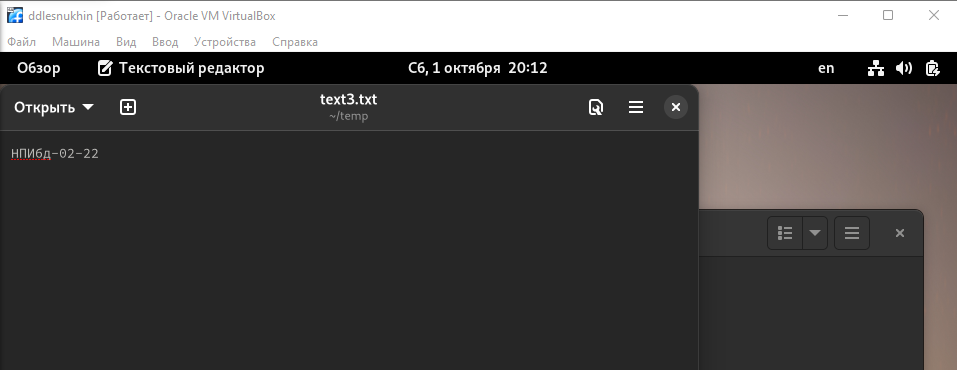 ddlesnukhin [Работает] - Oracle VM VirtualBox
Файл Машина Вид Ввод Устройства Справка
Обзор Текстовый редактор Сб, 1 октября 20:12 en
Открыть text3.txt
~/temp
НПИбд-02-22